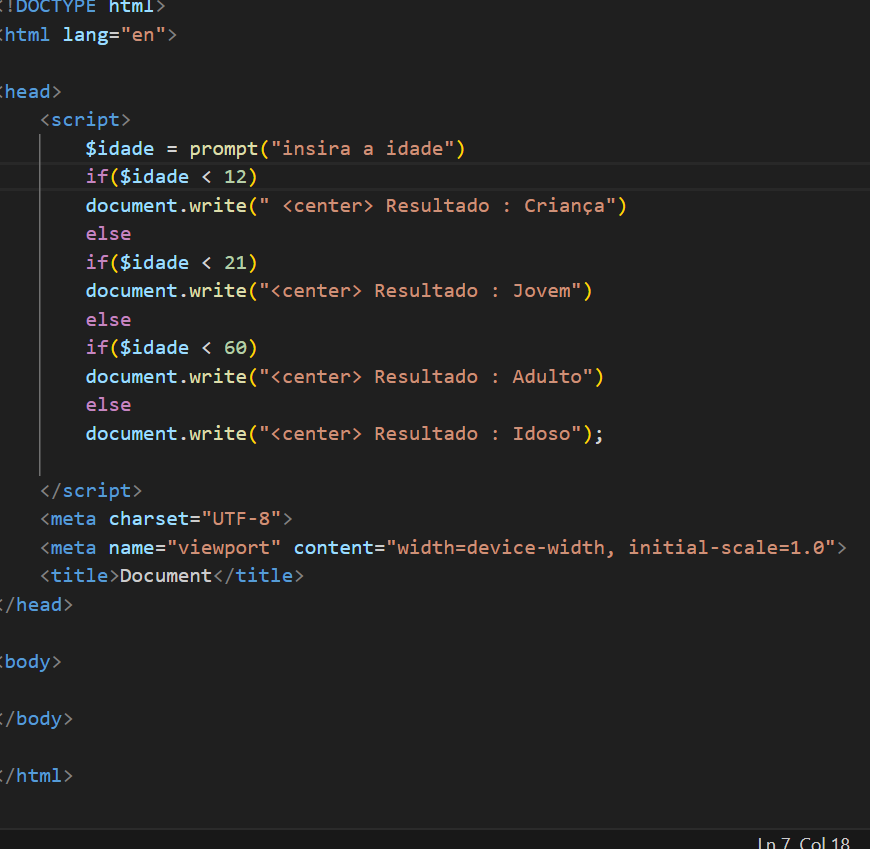 <!DOCTYPE html>
<html lang="en">
<head>
<script>
$idade = prompt("insira a idade")
if($idade < 12)
document.write(" <center> Resultado : Criança")
else
if($idade < 21)
document.write("<center> Resultado : Jovem")
else
if($idade < 60)
document.write("<center> Resultado : Adulto")
else
document.write("<center> Resultado : Idoso");
</script>
<meta charset="UTF-8">
<meta name="viewport" content="width=device-width, initial-scale=1.0">
<title>Document</title>
</head>
<body>
</body>
</html>
Ln 7, Col 18